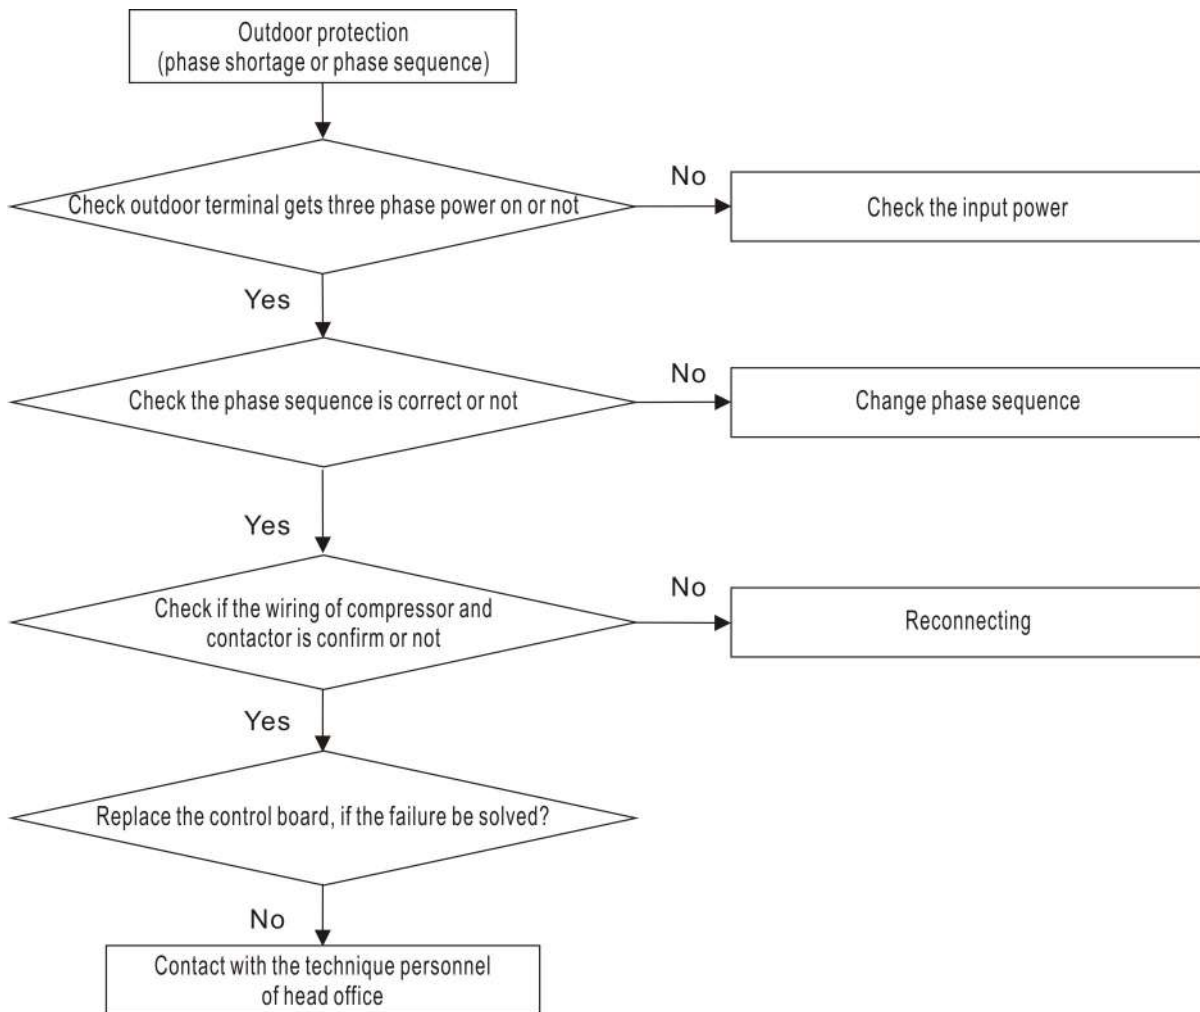 Outdoor protection
(phase shortage or phase sequence)
Check outdoor terminal gets three phase power on or not
No
Check the input power
Yes
Check the phase sequence is correct or not
No
Change phase sequence
Yes
Check if the wiring of compressor and
contactor is confirm or not
No
Reconnecting
Yes
Replace the control board, if the failure be solved?
No
Contact with the technique personnel
of head office